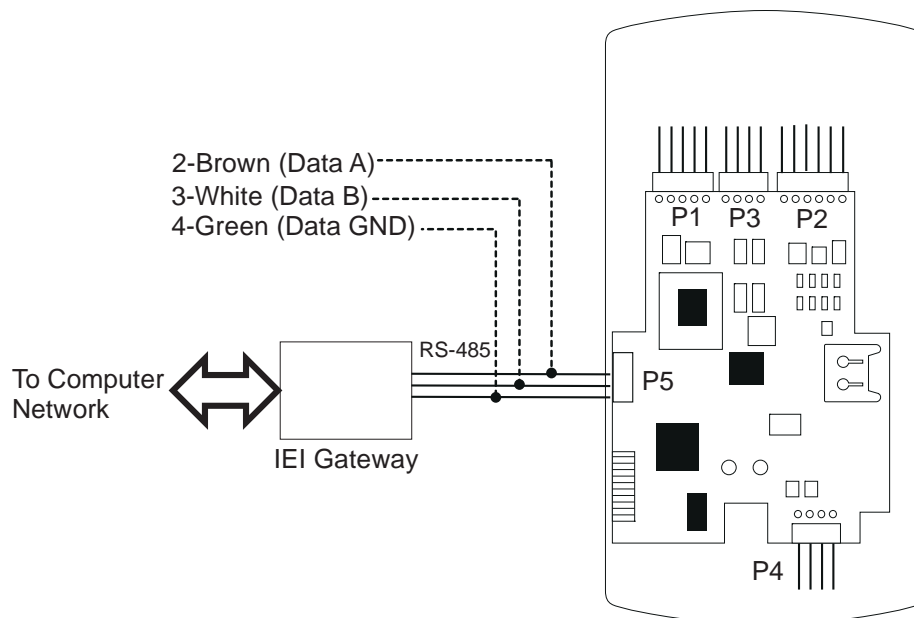 2-Brown (Data A)
3-White (Data B)
4-Green (Data GND)
P1
P3
P2
RS-485
P5
To Computer
Network
IEI Gateway
P4